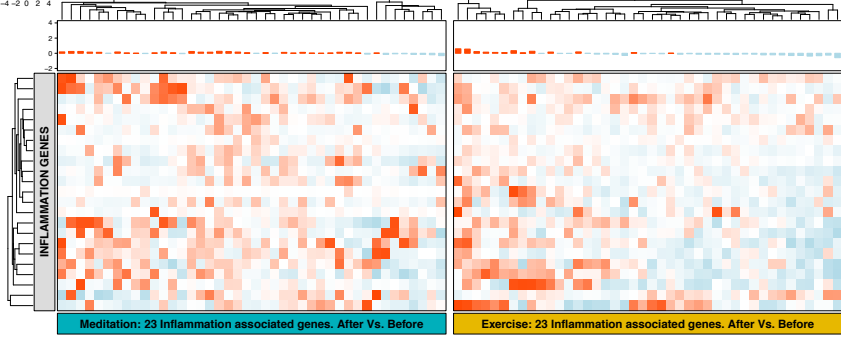 −4 −2 0 2 4
4
2
0
−2
INFLAMMATION GENES
Meditation: 23 Inflammation associated genes. After Vs. Before
Exercise: 23 Inflammation associated genes. After Vs. Before